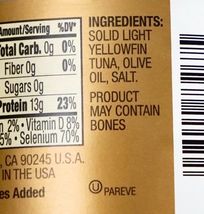 Amount/Serving %DV*
Total Carb. 0g 0%
Fiber 0g 0%
Sugars 0g
Protein 13g 23%
2% • Vitamin D 8%
Selenium 70%
INGREDIENTS:
SOLID LIGHT
YELLOWFIN
TUNA, OLIVE
OIL, SALT.
PRODUCT
MAY CONTAIN
BONES
, CA 90245 U.S.A.
IN THE USA
es Added
U PAREVE